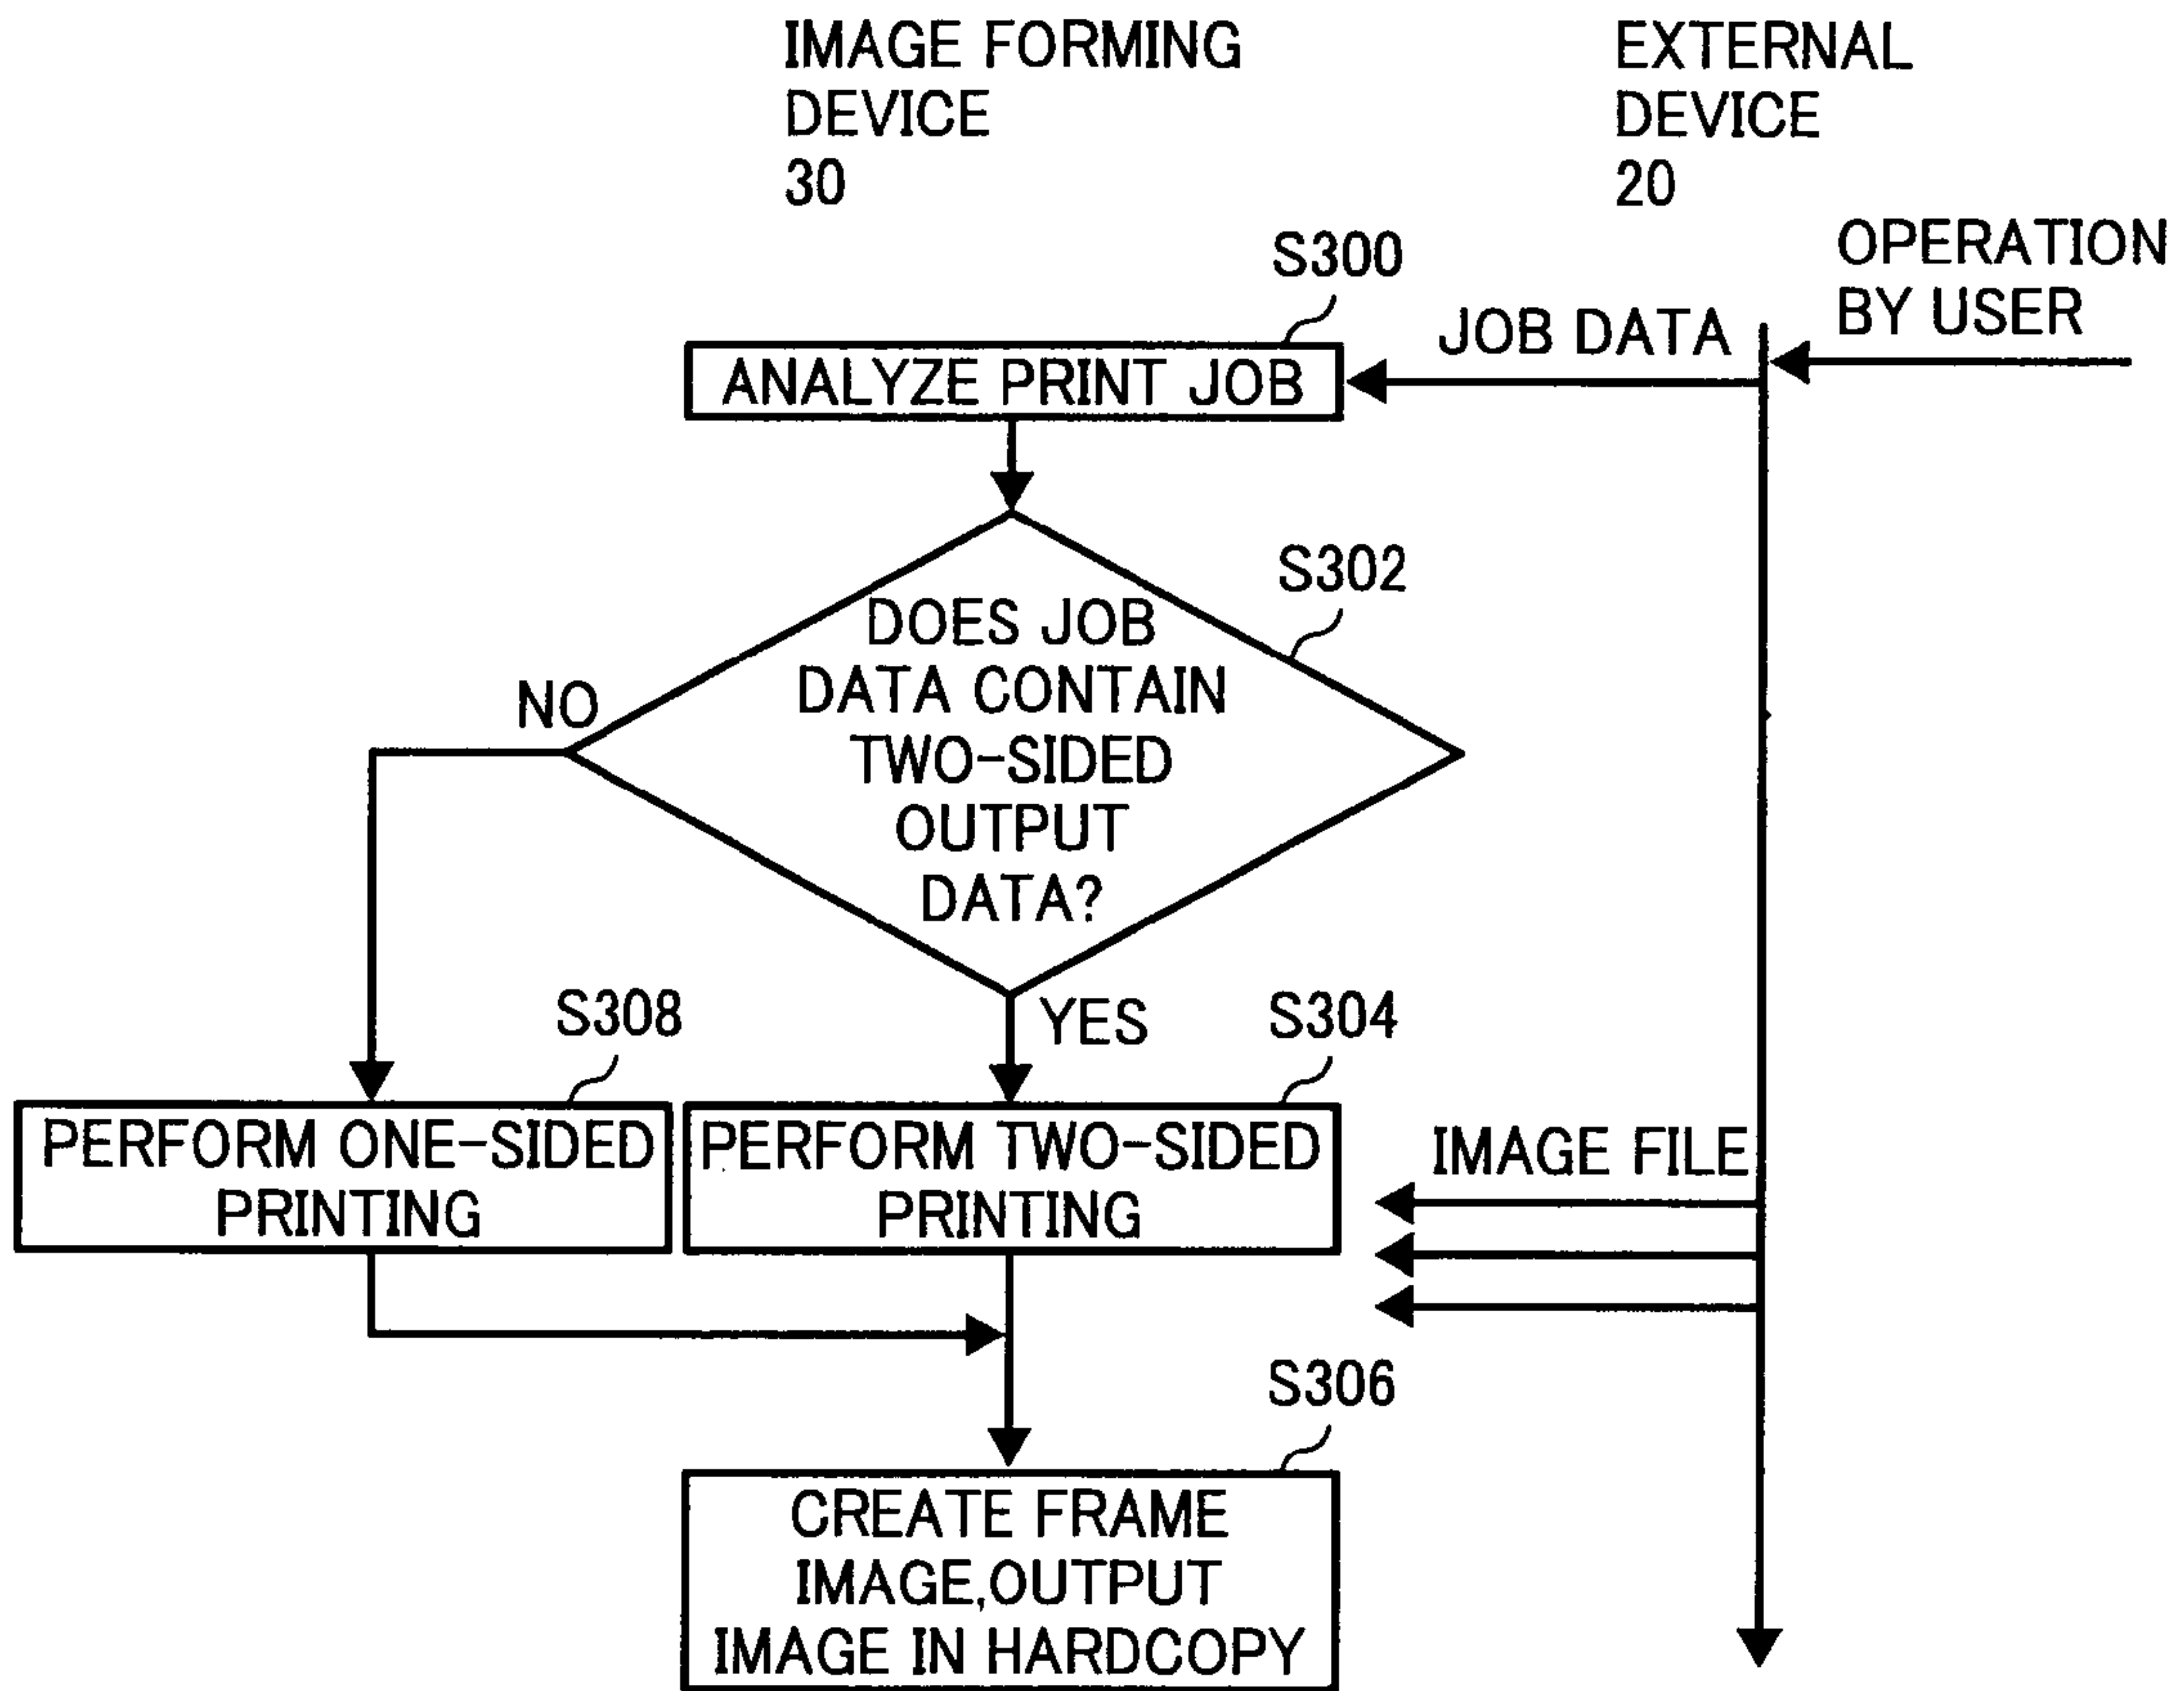 IMAGE FORMING
DEVICE
30
EXTERNAL
DEVICE
20
OPERATION
BY USER
S300
JOB DATA
ANALYZE PRINT JOB
S302
DOES JOB
DATA CONTAIN
TWO-SIDED
OUTPUT
DATA?
NO
YES
S308
S304
PERFORM ONE-SIDED
PRINTING
PERFORM TWO-SIDED
PRINTING
IMAGE FILE
S306
CREATE FRAME
IMAGE,OUTPUT
IMAGE IN HARDCOPY